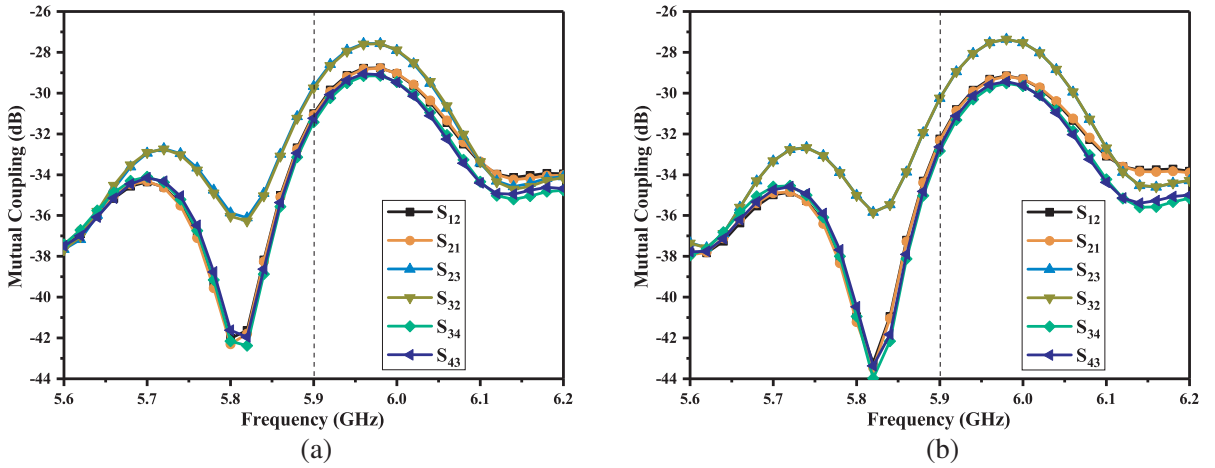 -26
-28
-30
-32
-34
-36
-38
-40
-42
-44
Mutual Coupling (dB)
5.6
5.7
5.8
5.9
6.0
6.1
6.2
Frequency (GHz)
S12
S21
S23
S32
S34
S43
(a)
-26
-28
-30
-32
-34
-36
-38
-40
-42
-44
Mutual Coupling (dB)
5.6
5.7
5.8
5.9
6.0
6.1
6.2
Frequency (GHz)
S12
S21
S23
S32
S34
S43
(b)